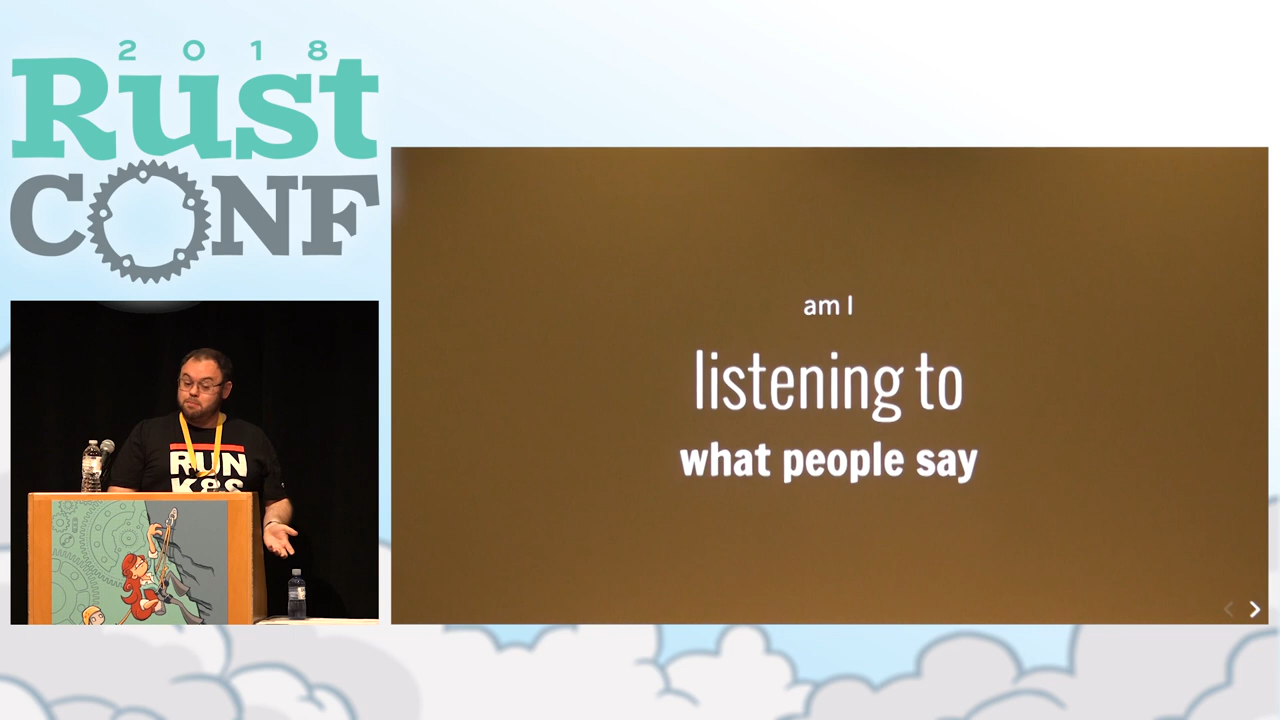 2018
Rust
CONF
RUN
K8S
am I
listening to
what people say